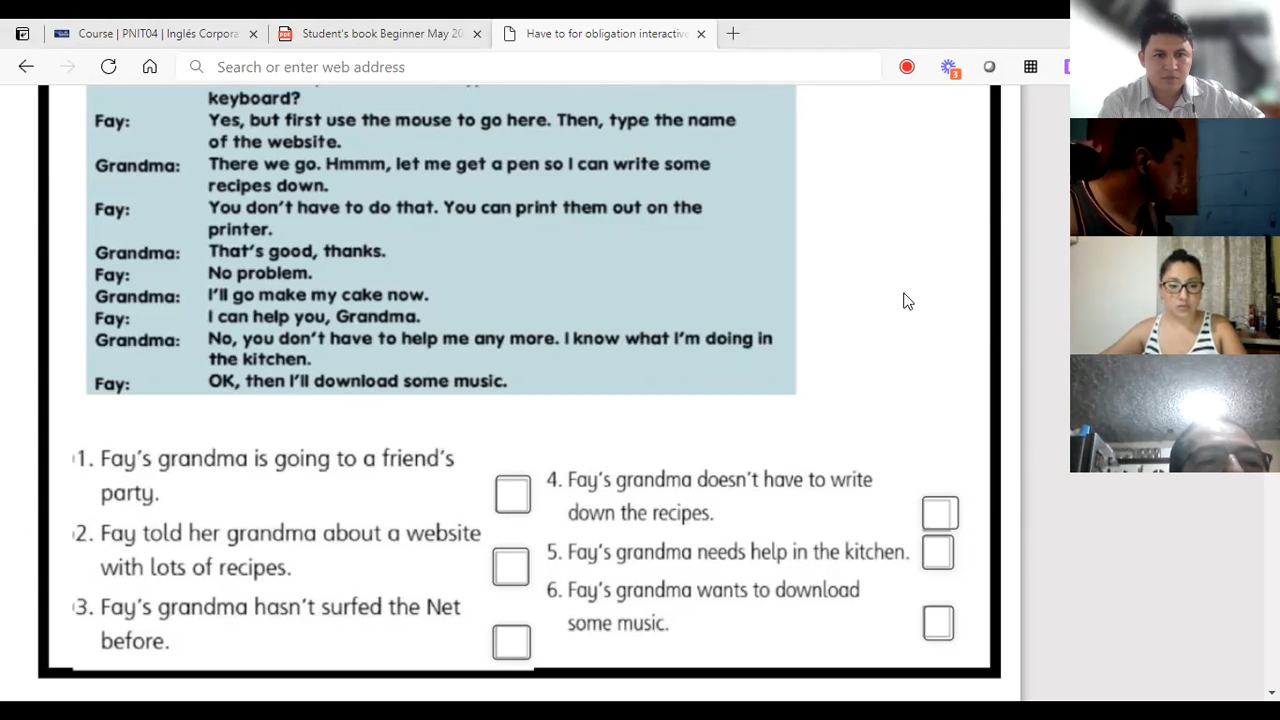 Course | PNIT04 | Inglés Corpora
Student's book Beginner May 20
Have to for obligation interactive
Search or enter web address
3
keyboard?
Fay: Yes, but first use the mouse to go here. Then, type the name
of the website.
Grandma: There we go. Hmmm, let me get a pen so I can write some
recipes down.
Fay: You don't have to do that. You can print them out on the
printer.
Grandma: That's good, thanks.
Fay: No problem.
Grandma: I'll go make my cake now.
Fay: I can help you, Grandma.
Grandma: No, you don't have to help me any more. I know what I'm doing in
the kitchen.
Fay: OK, then I'll download some music.
1. Fay's grandma is going to a friend's
party.
2. Fay told her grandma about a website
with lots of recipes.
3. Fay's grandma hasn't surfed the Net
before.
4. Fay's grandma doesn't have to write
down the recipes.
5. Fay's grandma needs help in the kitchen.
6. Fay's grandma wants to download
some music.